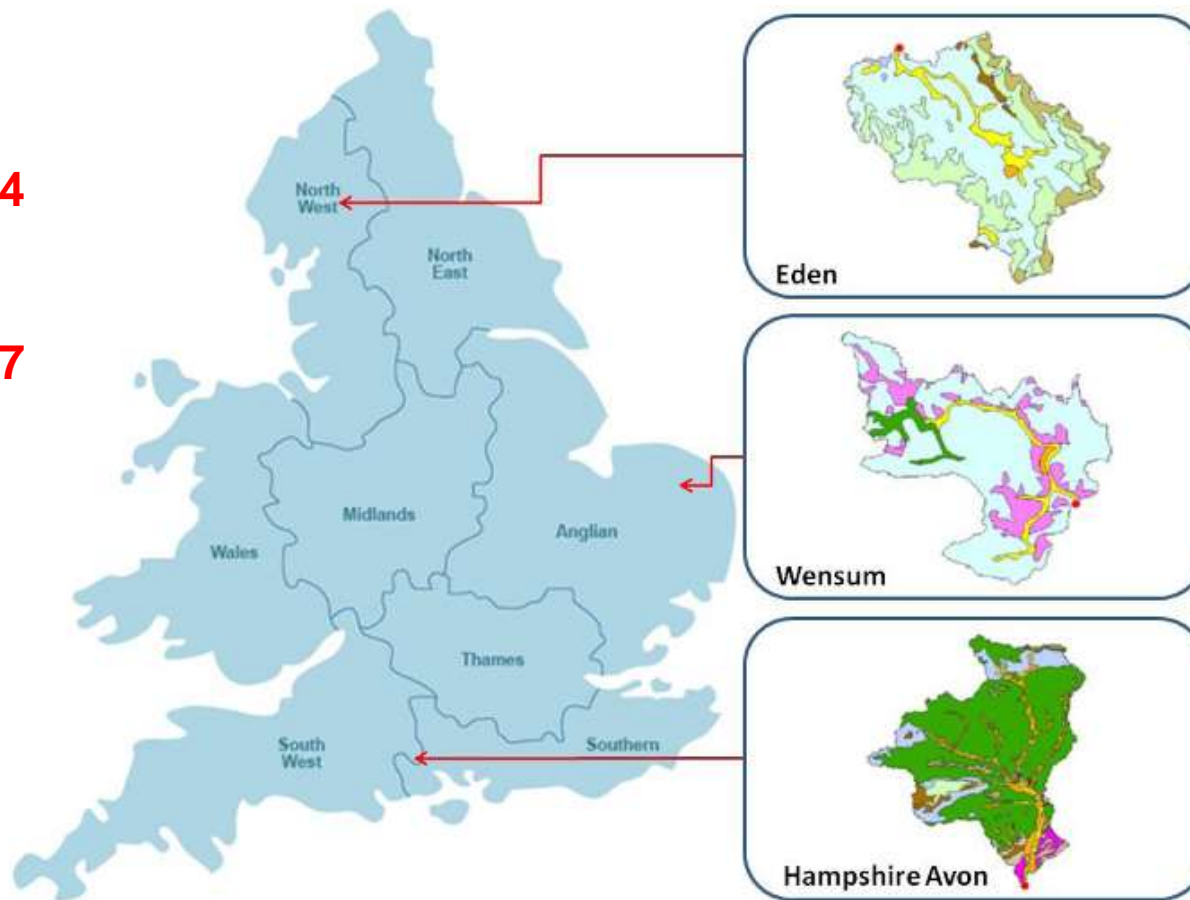 4
7
North
West
North
East
Midlands
Wales
Anglian
Thames
South
West
Southern
Eden
Wensum
Hampshire Avon